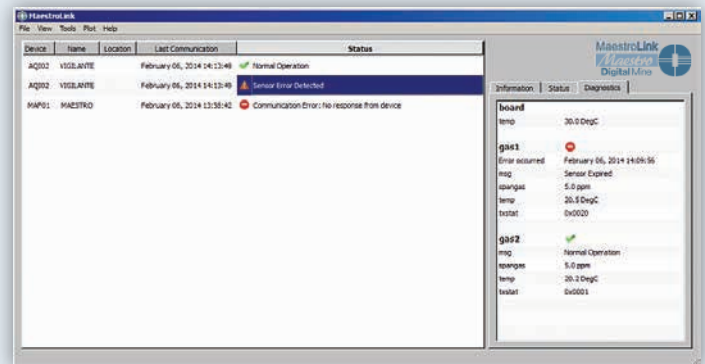 MaestroLink
File View Tools Plot Help
Device Name Location Last Communication Status
AQI02 VIGILANTE February 06, 2014 14:13:49 Normal Operation
AQI02 VIGILANTE February 06, 2014 14:13:49 Sensor Error Detected
MAF01 MAESTRO February 06, 2014 13:58:42 Communication Error: No response from device
MaestroLink
Maestro
Digital Mine
Information Status Diagnostics
board
temp 30.0 DegC
gas1
Error occurred February 06, 2014 14:09:56
msg Sensor Expired
spangas 5.0 ppm
temp 20.5 DegC
txstat 0x0020
gas2
msg Normal Operation
spangas 5.0 ppm
temp 20.2 DegC
txstat 0x0001